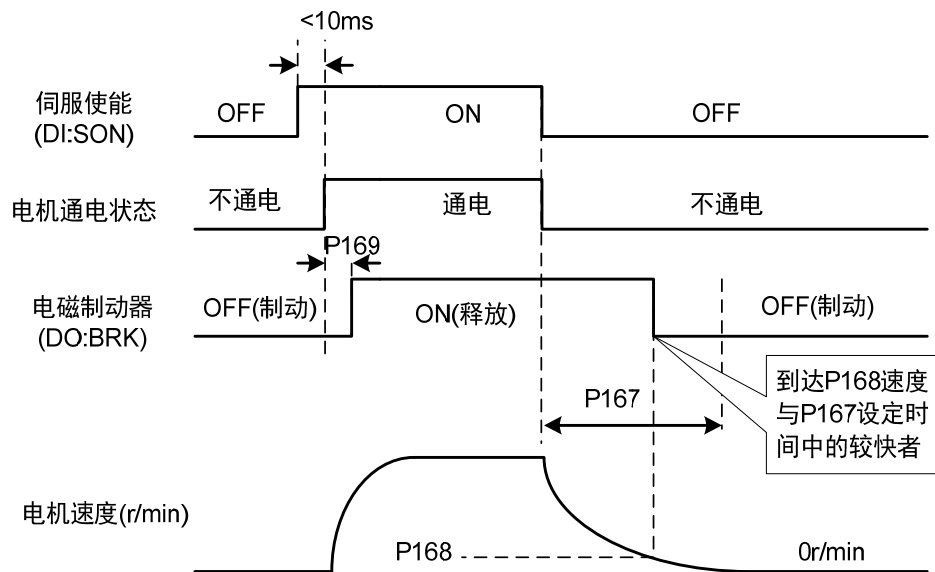 <10ms
伺服使能
(DI:SON)
OFF
ON
OFF
电机通电状态
不通电
通电
不通电
P169
电磁制动器
(DO:BRK)
OFF(制动)
ON(释放)
OFF(制动)
P167
到达P168速度
与P167设定时
间中的较快者
电机速度(r/min)
P168
0r/min